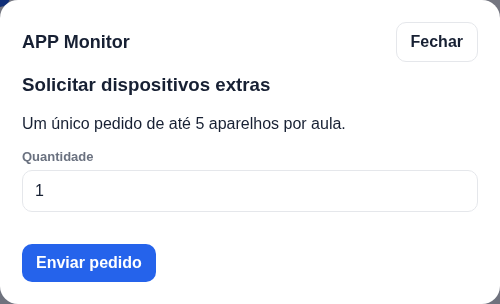 APP Monitor
Fechar
Solicitar dispositivos extras
Um único pedido de até 5 aparelhos por aula.
Quantidade
1
Enviar pedido